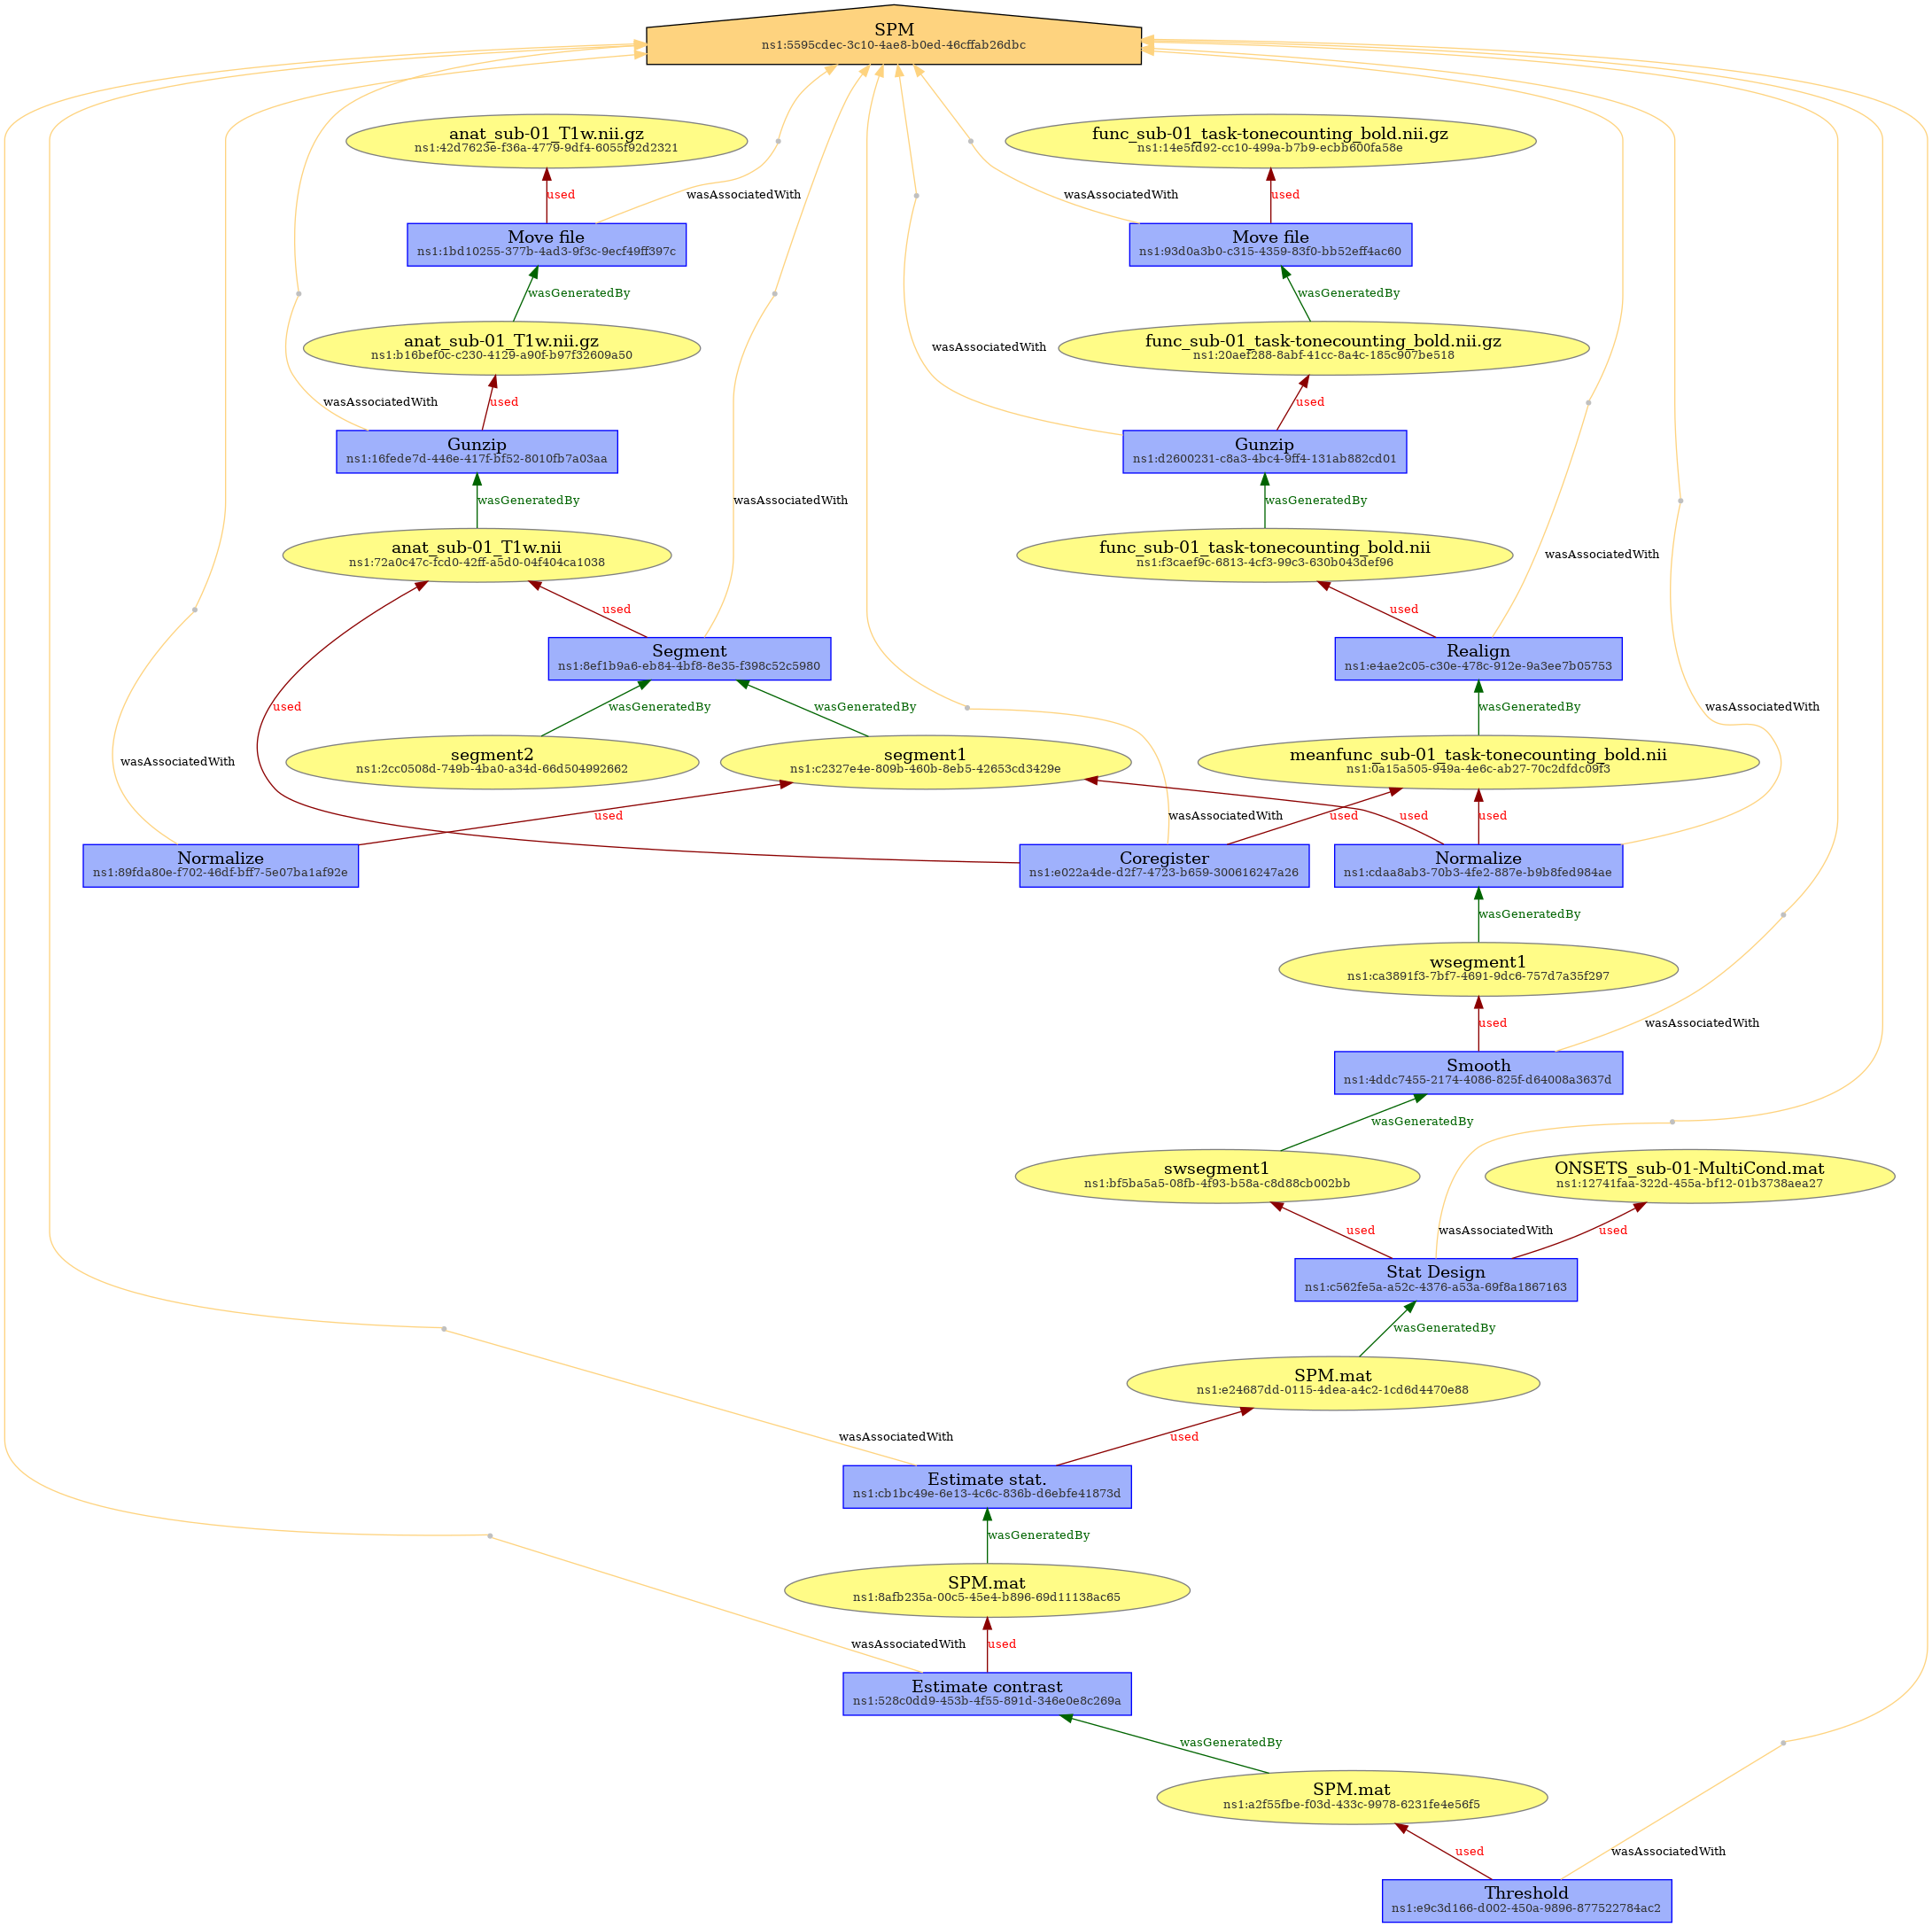 SPM
ns1:5595cdec-3c10-4ae8-b0ed-46cffab26dbc
anat_sub-01_T1w.nii.gz
ns1:42d7623e-f36a-4779-9df4-6055f92d2321
func_sub-01_task-tonecounting_bold.nii.gz
ns1:14e5fd92-cc10-499a-b7b9-ecbb600fa58e
used
wasAssociatedWith
wasAssociatedWith
used
Move file
ns1:1bd10255-377b-4ad3-9f3c-9ecf49ff397c
Move file
ns1:93d0a3b0-c315-4359-83f0-bb52eff4ac60
wasGeneratedBy
wasGeneratedBy
anat_sub-01_T1w.nii.gz
ns1:b16bef0c-c230-4129-a90f-b97f32609a50
wasAssociatedWith
func_sub-01_task-tonecounting_bold.nii.gz
ns1:20aef288-8abf-41cc-8a4c-185c907be518
wasAssociatedWith
used
used
Gunzip
ns1:16fede7d-446e-417f-bf52-8010fb7a03aa
Gunzip
ns1:d2600231-c8a3-4bc4-9ff4-131ab882cd01
wasGeneratedBy
wasAssociatedWith
wasGeneratedBy
anat_sub-01_T1w.nii
ns1:72a0c47c-fcd0-42ff-a5d0-04f404ca1038
func_sub-01_task-tonecounting_bold.nii
ns1:f3caef9c-6813-4cf3-99c3-630b043def96
wasAssociatedWith
used
used
Segment
ns1:8ef1b9a6-eb84-4bf8-8e35-f398c52c5980
Realign
ns1:e4ae2c05-c30e-478c-912e-9a3ee7b05753
used
wasGeneratedBy
wasGeneratedBy
wasGeneratedBy
wasAssociatedWith
wasAssociatedWith
segment2
ns1:2cc0508d-749b-4ba0-a34d-66d504992662
segment1
ns1:c2327e4e-809b-460b-8eb5-42653cd3429e
meanfunc_sub-01_task-tonecounting_bold.nii
ns1:0a15a505-949a-4e6c-ab27-70c2dfdc09f3
used
wasAssociatedWith
used
used
used
Normalize
ns1:89fda80e-f702-46df-bff7-5e07ba1af92e
Coregister
ns1:e022a4de-d2f7-4723-b659-300616247a26
Normalize
ns1:cdaa8ab3-70b3-4fe2-887e-b9b8fed984ae
wasGeneratedBy
wsegment1
ns1:ca3891f3-7bf7-4691-9dc6-757d7a35f297
used
wasAssociatedWith
Smooth
ns1:4ddc7455-2174-4086-825f-d64008a3637d
wasGeneratedBy
swsegment1
ns1:bf5ba5a5-08fb-4f93-b58a-c8d88cb002bb
ONSETS_sub-01-MultiCond.mat
ns1:12741faa-322d-455a-bf12-01b3738aea27
used
wasAssociatedWith
used
Stat Design
ns1:c562fe5a-a52c-4376-a53a-69f8a1867163
wasGeneratedBy
SPM.mat
ns1:e24687dd-0115-4dea-a4c2-1cd6d4470e88
wasAssociatedWith
used
Estimate stat.
ns1:cb1bc49e-6e13-4c6c-836b-d6ebfe41873d
wasGeneratedBy
SPM.mat
ns1:8afb235a-00c5-45e4-b896-69d11138ac65
wasAssociatedWith
used
Estimate contrast
ns1:528c0dd9-453b-4f55-891d-346e0e8c269a
wasGeneratedBy
SPM.mat
ns1:a2f55fbe-f03d-433c-9978-6231fe4e56f5
used
wasAssociatedWith
Threshold
ns1:e9c3d166-d002-450a-9896-877522784ac2